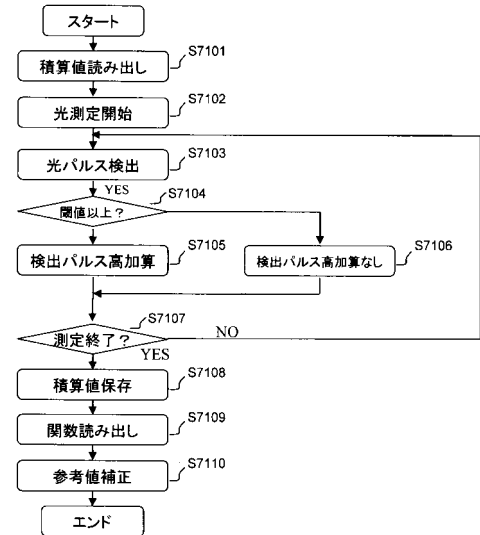 スタート
積算値読み出し
S7101
光測定開始
S7102
光パルス検出
S7103
YES
S7104
閾値以上?
検出パルス高加算
S7105
検出パルス高加算なし
S7106
S7107
測定終了?
NO
YES
積算値保存
S7108
関数読み出し
S7109
参考値補正
S7110
エンド